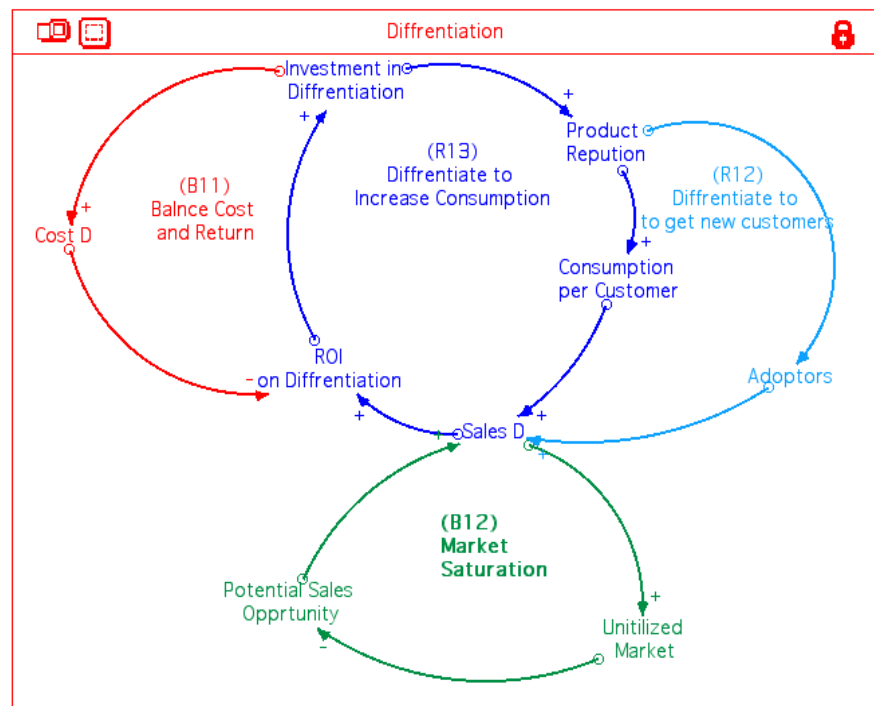 Diffrentiation
Investment in
Diffrentiation
+
+
Product
Repution
(R13)
Diffrentiate to
Increase Consumption
(B11)
Balnce Cost
and Return
(R12)
Diffrentiate to
to get new customers
+
Cost D
+
Consumption
per Customer
ROI
on Diffrentiation
-
+
Adoptors
+
+
Sales D
+
+
(B12)
Market
Saturation
Potential Sales
Opprtunity
-
+
Unitilized
Market